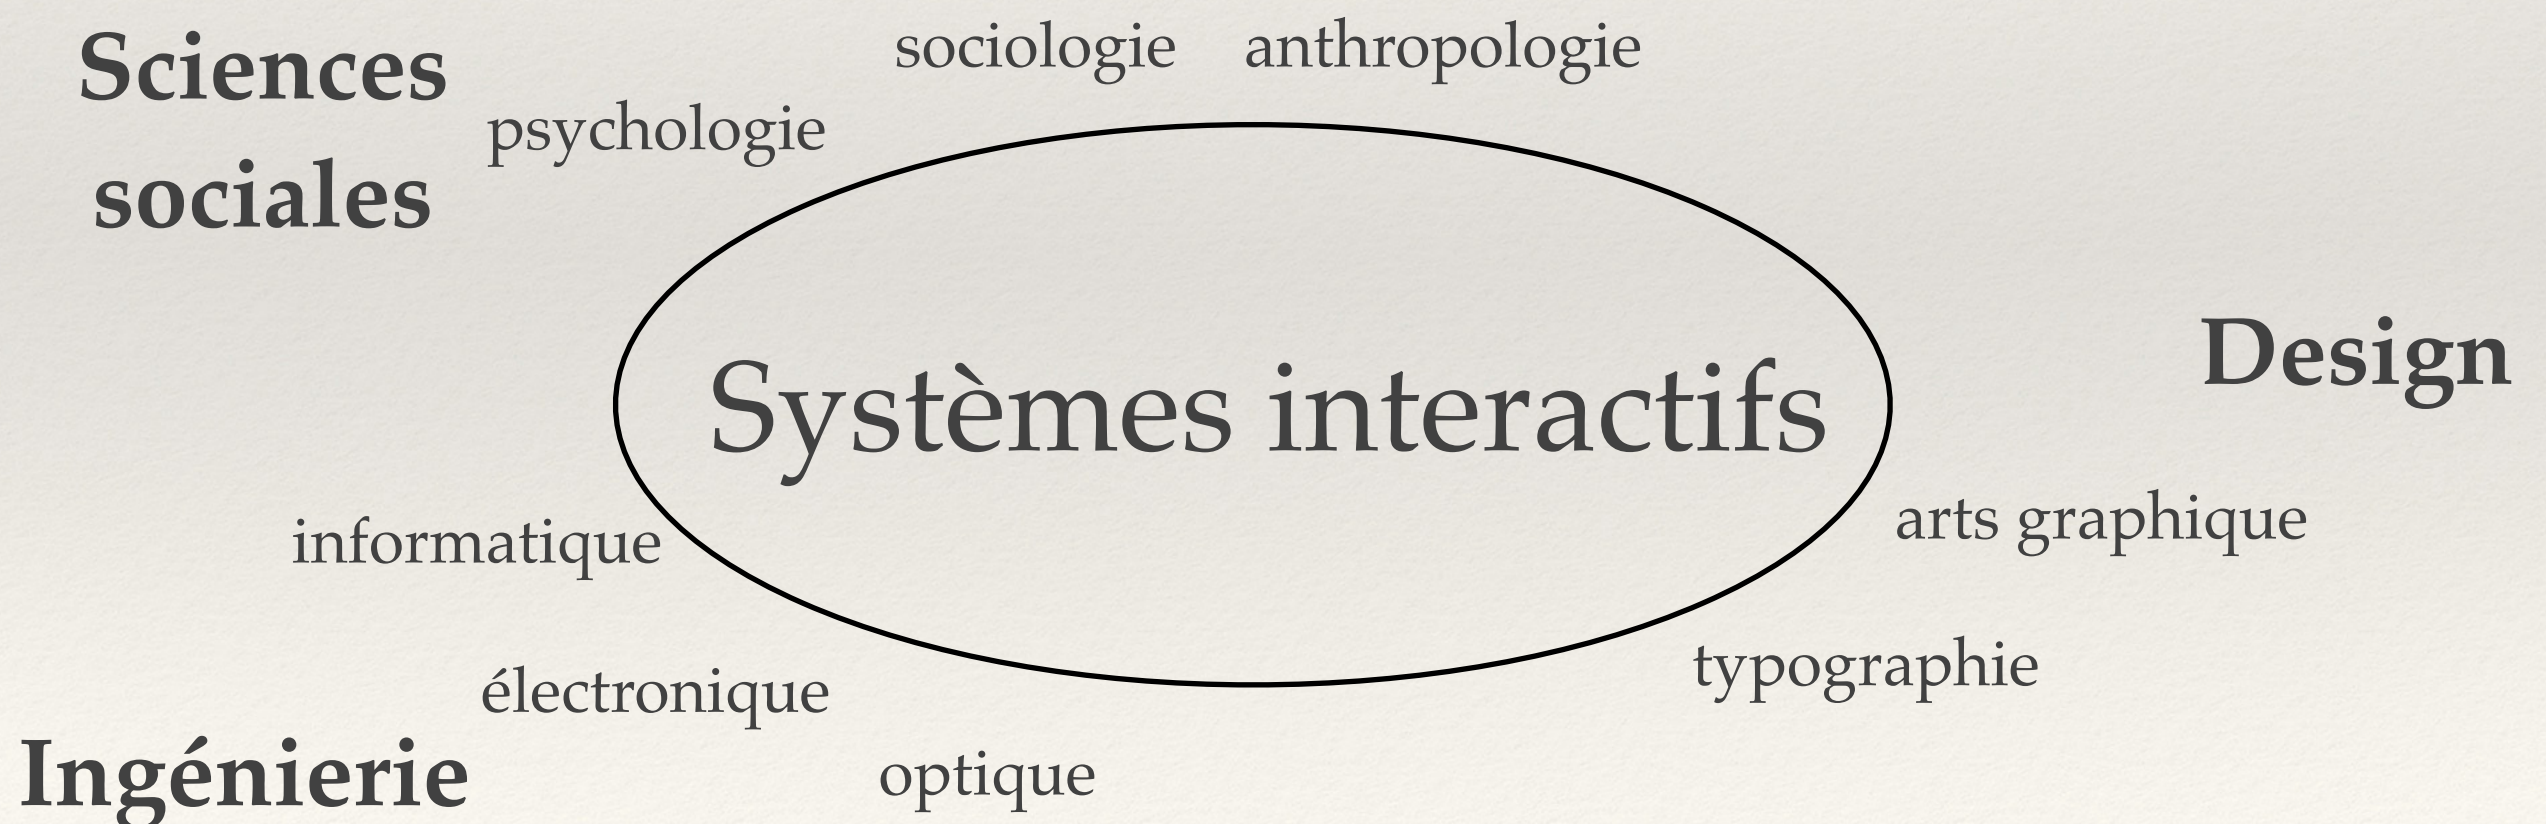 Sciences
sociales
psychologie
sociologie
anthropologie
Systèmes interactifs
Design
informatique
arts graphique
électronique
typographie
Ingénierie
optique